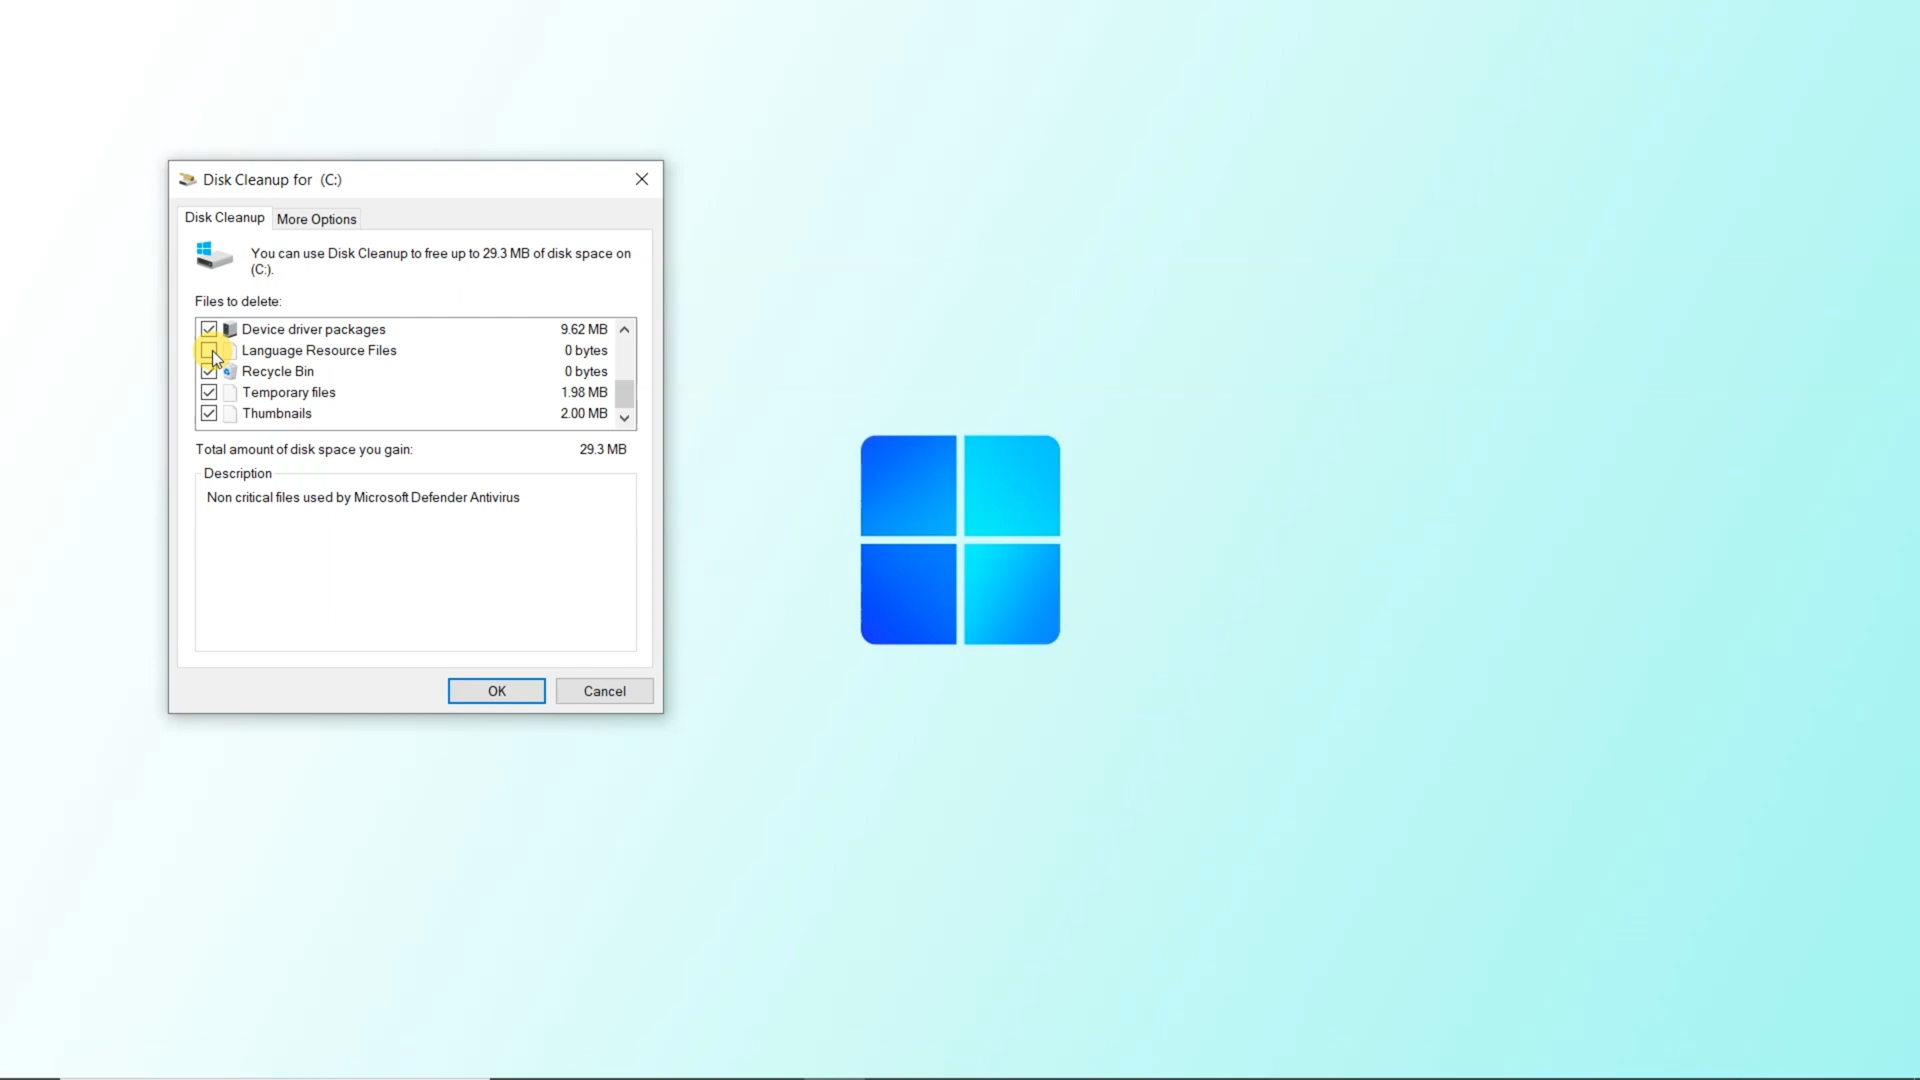 Disk Cleanup for (C:)
Disk Cleanup
More Options
You can use Disk Cleanup to free up to 29.3 MB of disk space on
(C:).
Files to delete:
Device driver packages 9.62 MB
Language Resource Files 0 bytes
Recycle Bin 0 bytes
Temporary files 1.98 MB
Thumbnails 2.00 MB
Total amount of disk space you gain: 29.3 MB
Description
Non critical files used by Microsoft Defender Antivirus
OK
Cancel